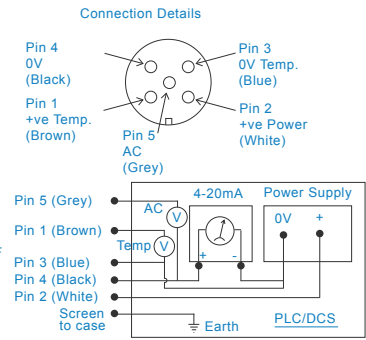 Connection Details
Pin 4
0V
(Black)
Pin 3
0V Temp.
(Blue)
Pin 1
+ve Temp.
(Brown)
Pin 2
+ve Power
(White)
Pin 5
AC
(Grey)
4-20mA
Power Supply
Pin 5 (Grey)
AC
V
0V
+
Pin 1 (Brown)
Temp
V
Pin 3 (Blue)
+
-
Pin 4 (Black)
Pin 2 (White)
Screen
to case
Earth
PLC/DCS